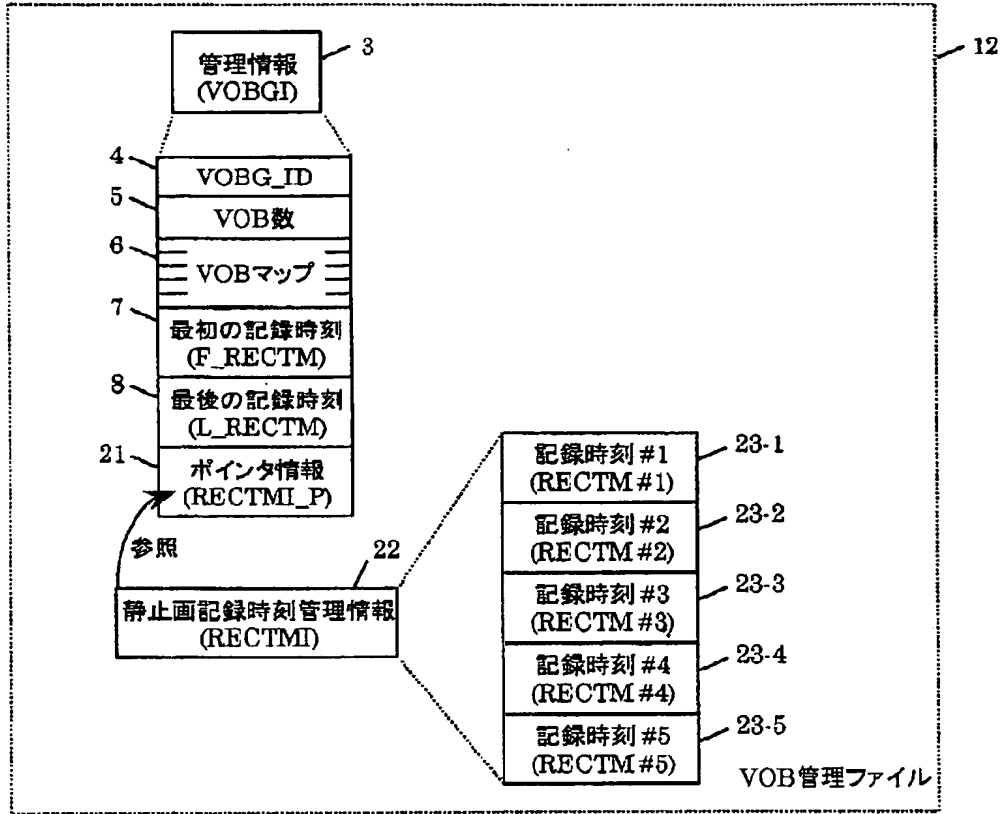 管理情報
(VOBGI)
3
12
4
VOBG_ID
5
VOB数
6
VOBマップ
7
最初の記録時刻
(F_RECTM)
8
最後の記録時刻
(L_RECTM)
21
ポインタ情報
(RECTMI_P)
参照
22
静止画記録時刻管理情報
(RECTMI)
記録時刻 #1
(RECTM #1)
23-1
記録時刻 #2
(RECTM #2)
23-2
記録時刻 #3
(RECTM #3)
23-3
記録時刻 #4
(RECTM #4)
23-4
記録時刻 #5
(RECTM #5)
23-5
VOB管理ファイル